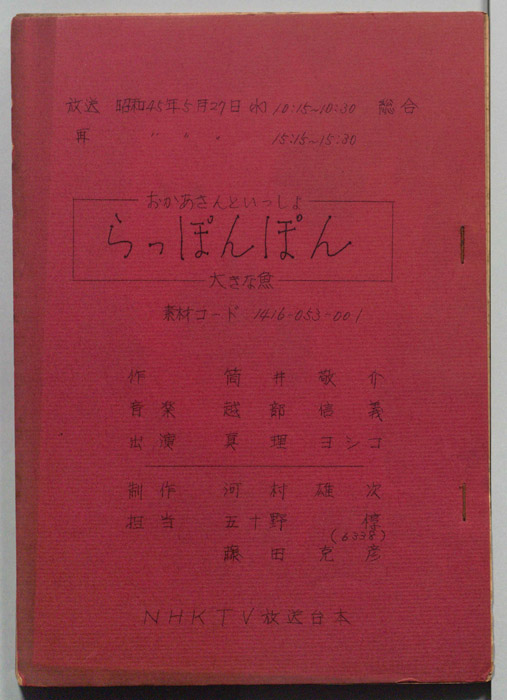 放送 昭和45年5月27日(水) 10:15~10:30 総合
再 〃 〃 〃 15:15~15:30
おかあさんといっしょ
らっぽんぽん
大きな魚
素材コード 1416-053-001
作 筒井敬介
音楽 越部信義
出演 真理ヨシコ
制作 河村雄次
担当 五十野
藤田克彦
NHKTV放送台本